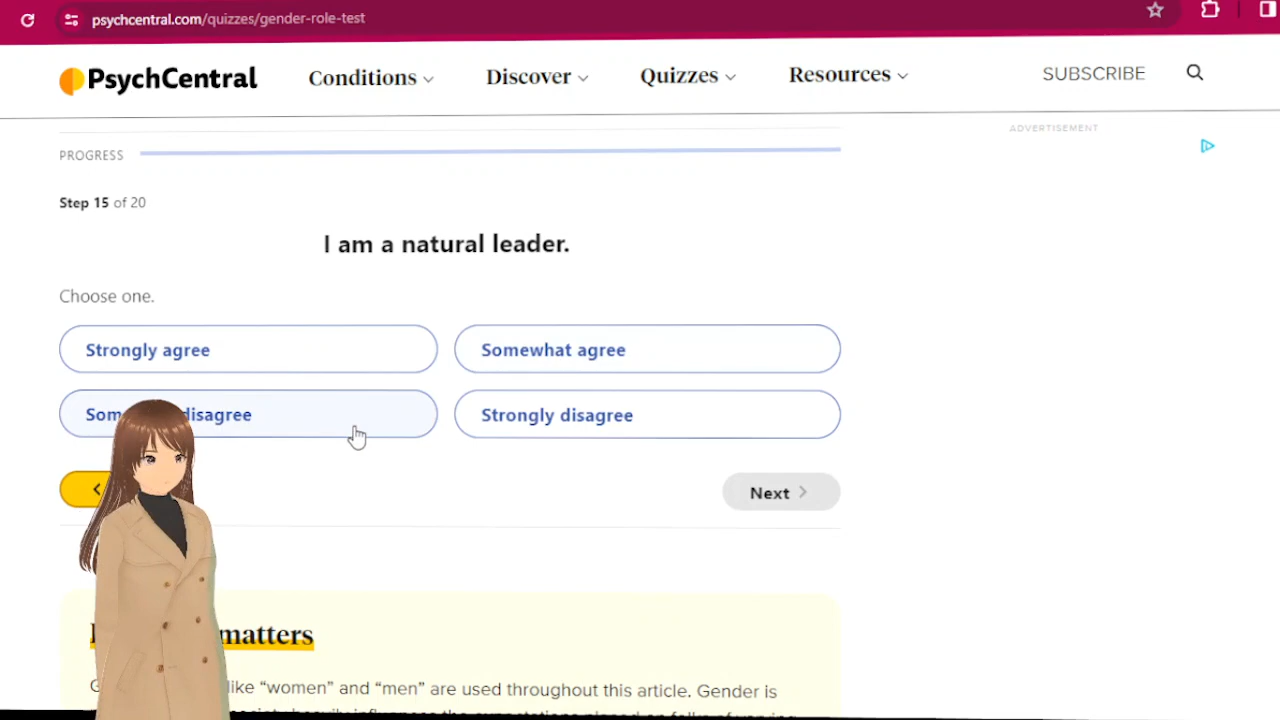 psychcentral.com/quizzes/gender-role-test
PsychCentral Conditions Discover Quizzes Resources SUBSCRIBE
ADVERTISEMENT
PROGRESS
Step 15 of 20
I am a natural leader.
Choose one.
Strongly agree Somewhat agree
disagree Strongly disagree
Next
matters
like “women” and “men” are used throughout this article. Gender is